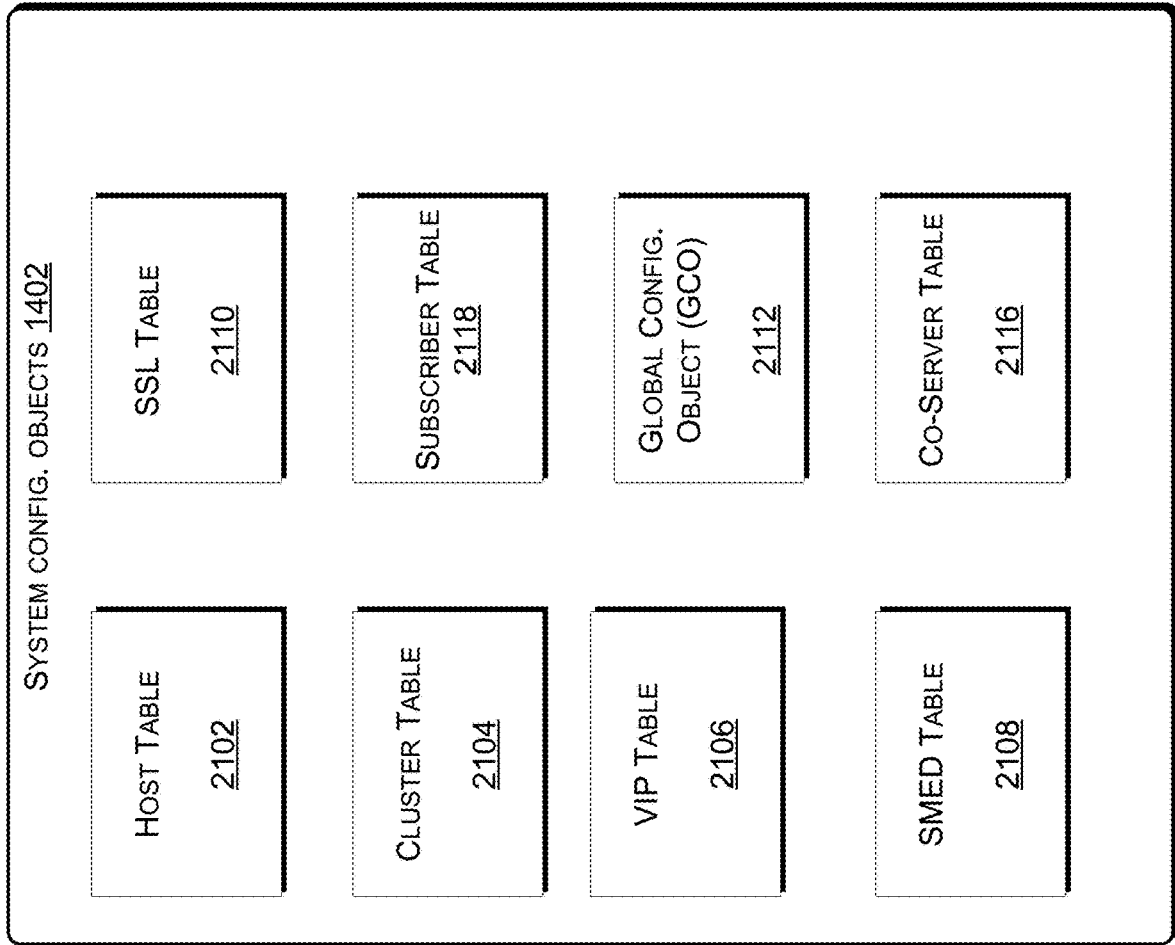 SYSTEM CONFIG. OBJECTS 1402
HOST TABLE
2102
SSL TABLE
2110
CLUSTER TABLE
2104
SUBSCRIBER TABLE
2118
VIP TABLE
2106
GLOBAL CONFIG.
OBJECT (GCO)
2112
SMED TABLE
2108
CO-SERVER TABLE
2116